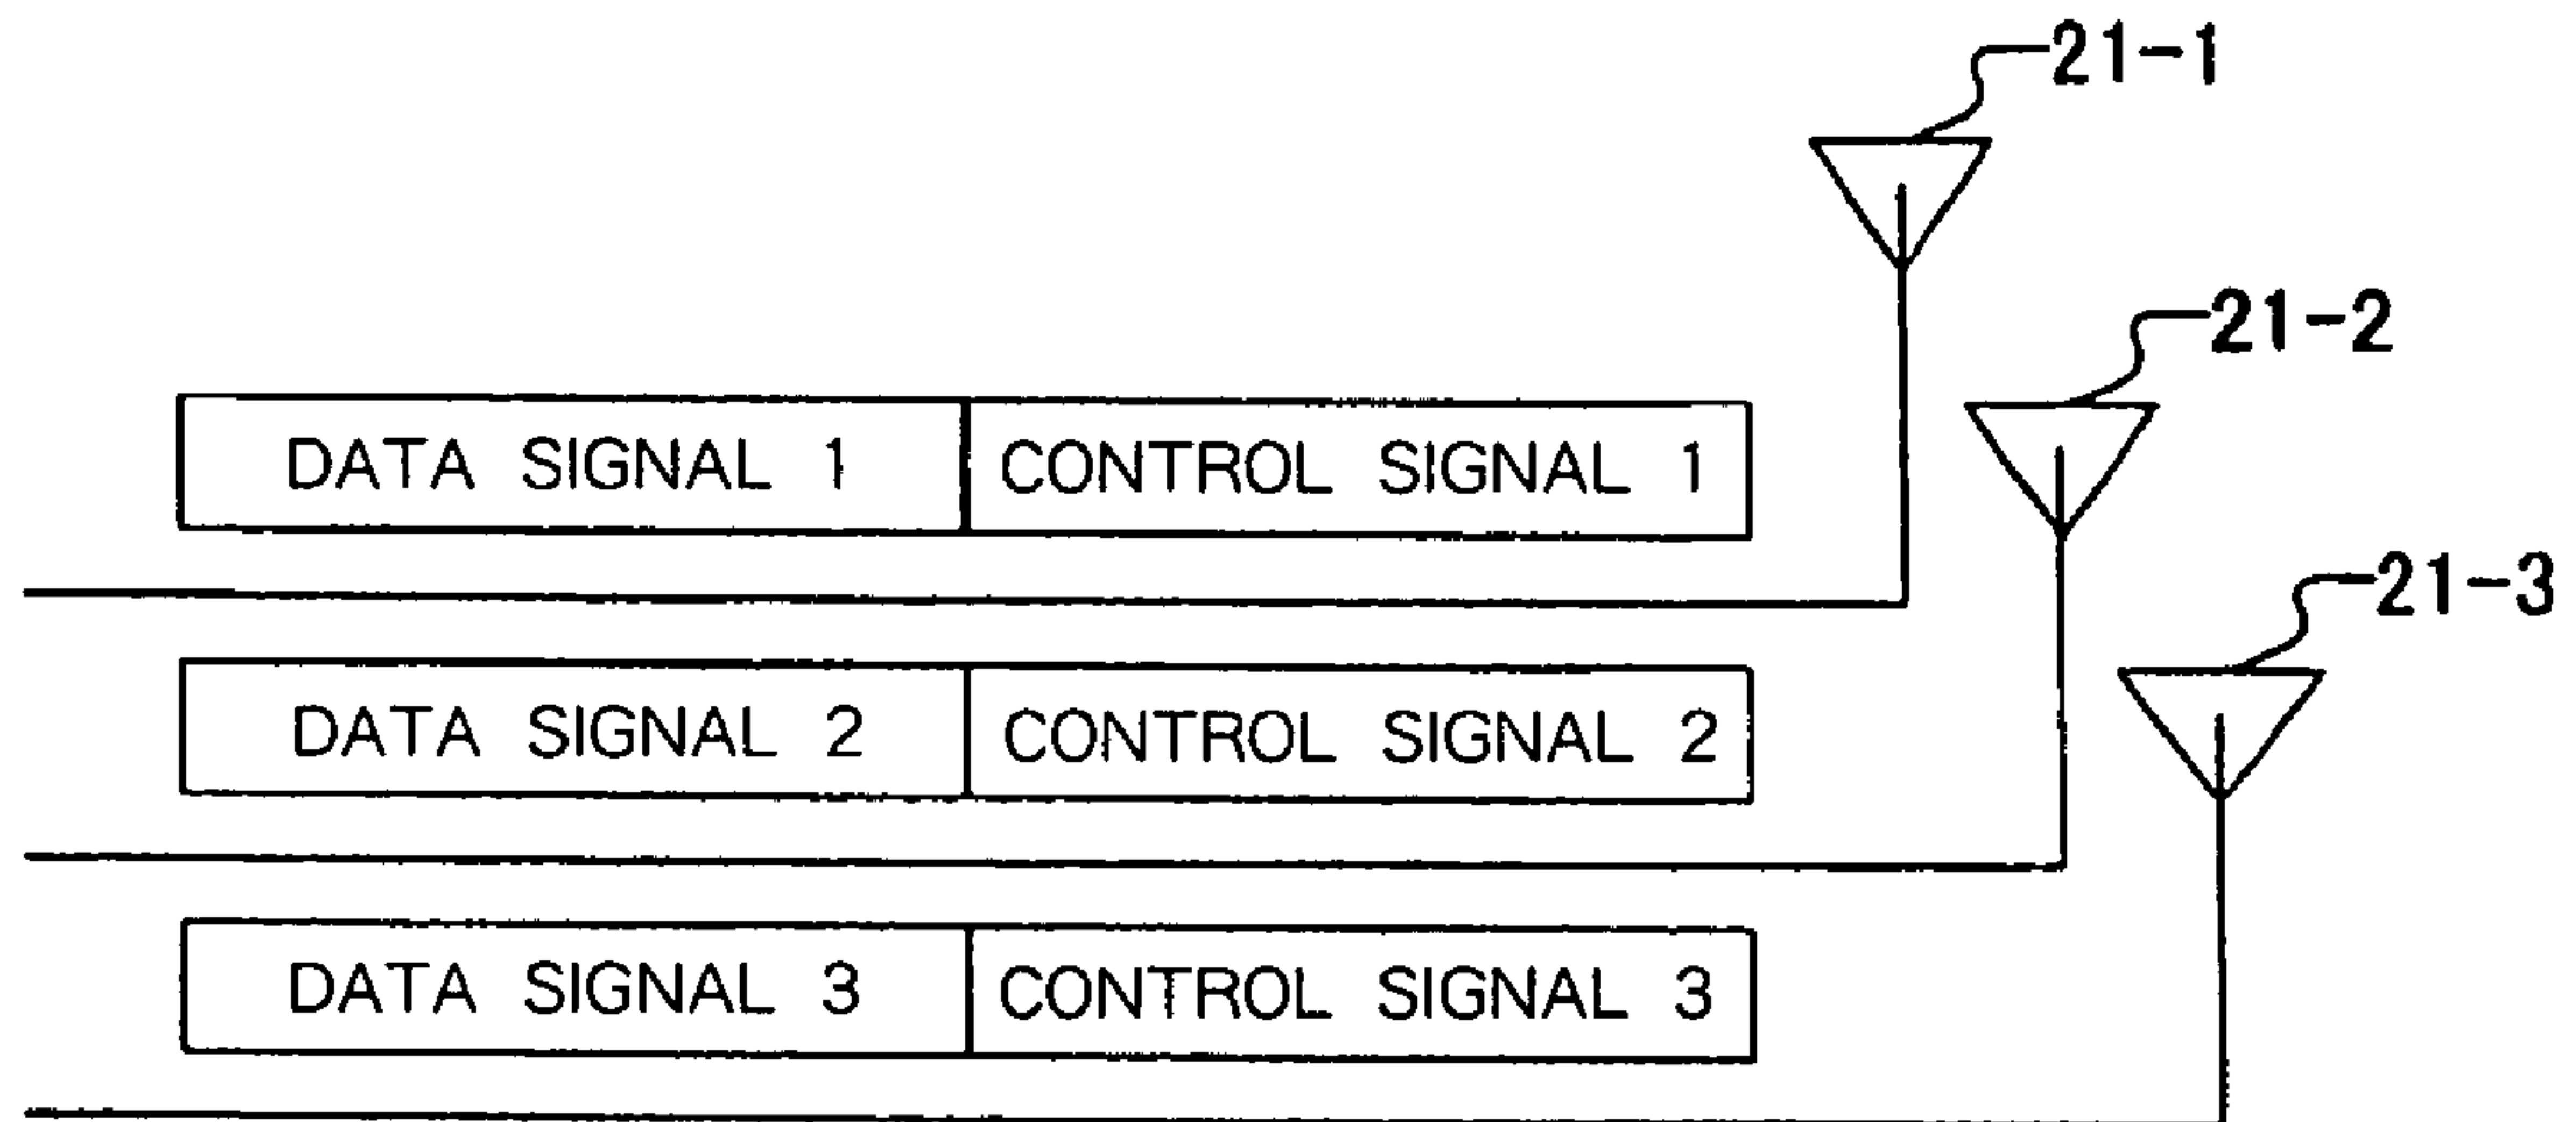 21-1
21-2
DATA SIGNAL 1 CONTROL SIGNAL 1
21-3
DATA SIGNAL 2 CONTROL SIGNAL 2
DATA SIGNAL 3 CONTROL SIGNAL 3